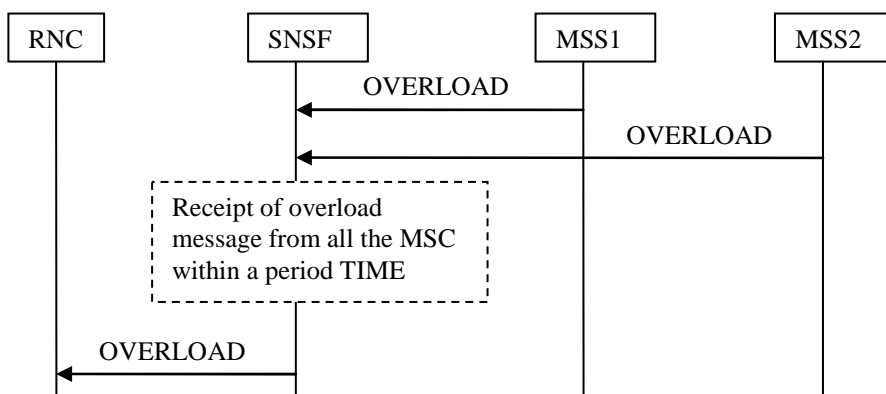 RNC
SNSF
MSS1
MSS2
OVERLOAD
OVERLOAD
Receipt of overload
message from all the MSC
within a period TIME
OVERLOAD